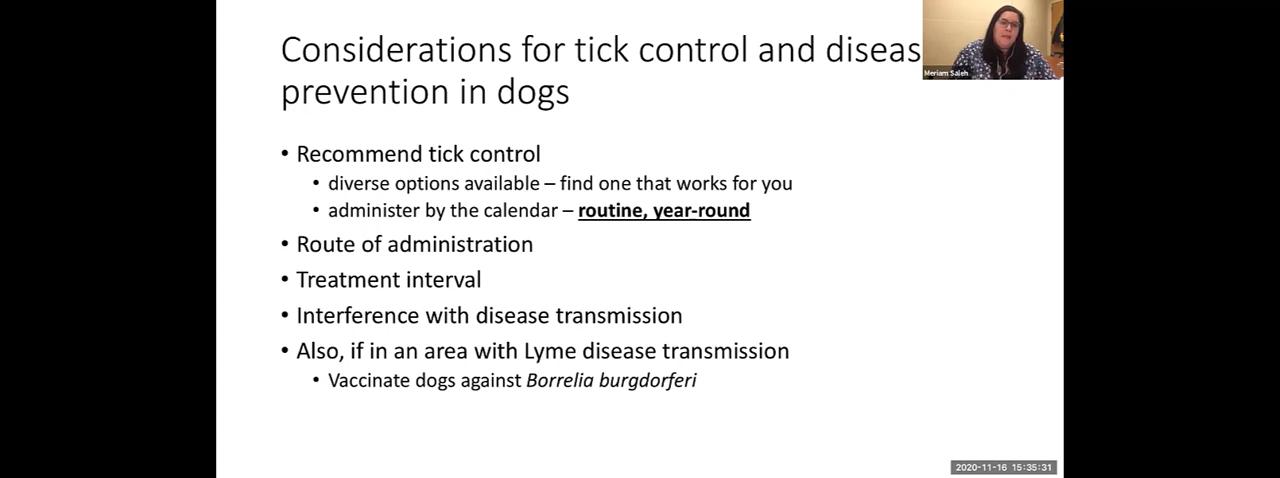 Considerations for tick control and diseas
prevention in dogs
Meriam Saleh
• Recommend tick control
• diverse options available – find one that works for you
• administer by the calendar – routine, year-round
• Route of administration
• Treatment interval
• Interference with disease transmission
• Also, if in an area with Lyme disease transmission
• Vaccinate dogs against Borrelia burgdorferi
2020-11-16 15:35:31